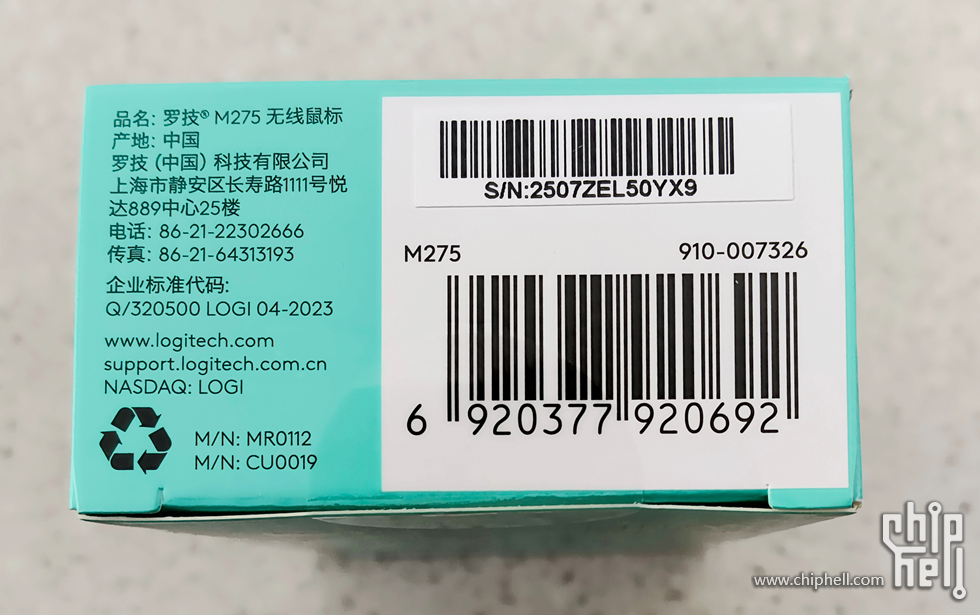 品名: 罗技® M275 无线鼠标
产地: 中国
罗技 (中国) 科技有限公司
上海市静安区长寿路1111号悦
达889中心25楼
电话: 86-21-22302666
传真: 86-21-64313193
企业标准代码:
Q/320500 LOGI 04-2023
www.logitech.com
support.logitech.com.cn
NASDAQ: LOGI
M/N: MR0112
M/N: CU0019
S/N:2507ZEL50YX9
M275 910-007326
6 920377 920692
chip hell
www.chiphell.com